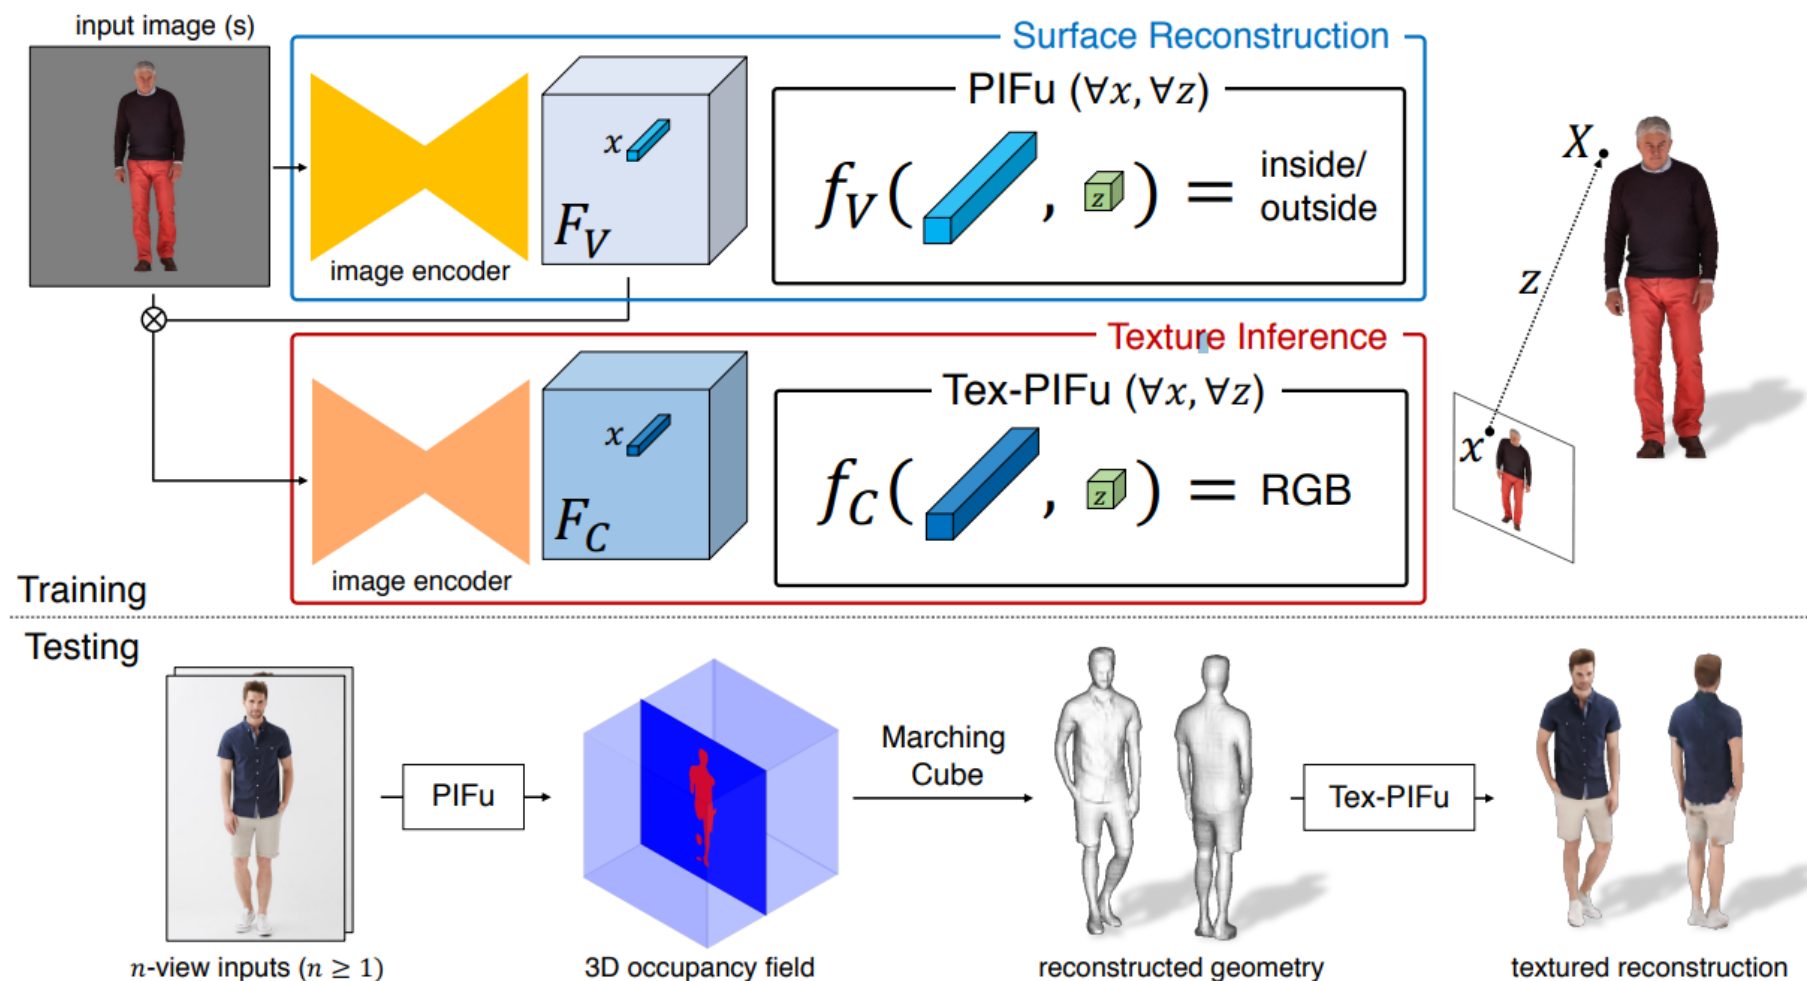 input image (s)
Surface Reconstruction
PIFu (∀x, ∀z)
x
F_V
image encoder
f_V( , z ) = inside/
outside
X
z
x
Texture Inference
Tex-PIFu (∀x, ∀z)
x
F_C
image encoder
f_C( , z ) = RGB
Training
Testing
PIFu
Marching
Cube
Tex-PIFu
n-view inputs (n ≥ 1)
3D occupancy field
reconstructed geometry
textured reconstruction